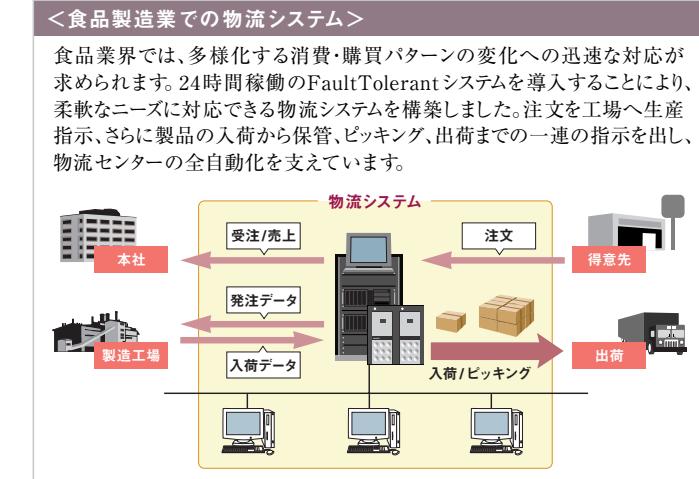 ＜食品製造業での物流システム＞
食品業界では、多様化する消費・購買パターンの変化への迅速な対応が
求められます。24時間稼働のFaultTolerantシステムを導入することにより、
柔軟なニーズに対応できる物流システムを構築しました。注文を工場へ生産
指示、さらに製品の入荷から保管、ピッキング、出荷までの一連の指示を出し、
物流センターの全自動化を支えています。
物流システム
受注/売上
注文
本社
得意先
発注データ
製造工場
入荷データ
入荷/ピッキング
出荷